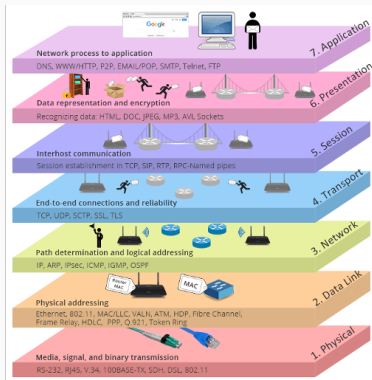 Google
7. Application
Network process to application
DNS, WWW/HTTP, P2P, EMAIL/POP, SMTP, Telnet, FTP
6. Presentation
Data representation and encryption
Recognizing data: HTML, DOC, JPEG, MP3, AVI, Sockets
5. Session
Interhost communication
Session establishment in TCP, SIP, RTP, RPC-Named pipes
4. Transport
End-to-end connections and reliability
TCP, UDP, SCTP, SSL, TLS
3. Network
Path determination and logical addressing
IP, ARP, IPsec, ICMP, IGMP, OSPF
2. Data Link
Router
MAC
MAC
Physical addressing
Ethernet, 802.11, MAC/LLC, VALN, ATM, HDP, Fibre Channel,
Frame Relay, HDLC, PPP, Q.921, Token Ring
1. Physical
Media, signal, and binary transmission
RS-232, RJ45, V.34, 100BASE-TX, SDH, DSL, 802.11